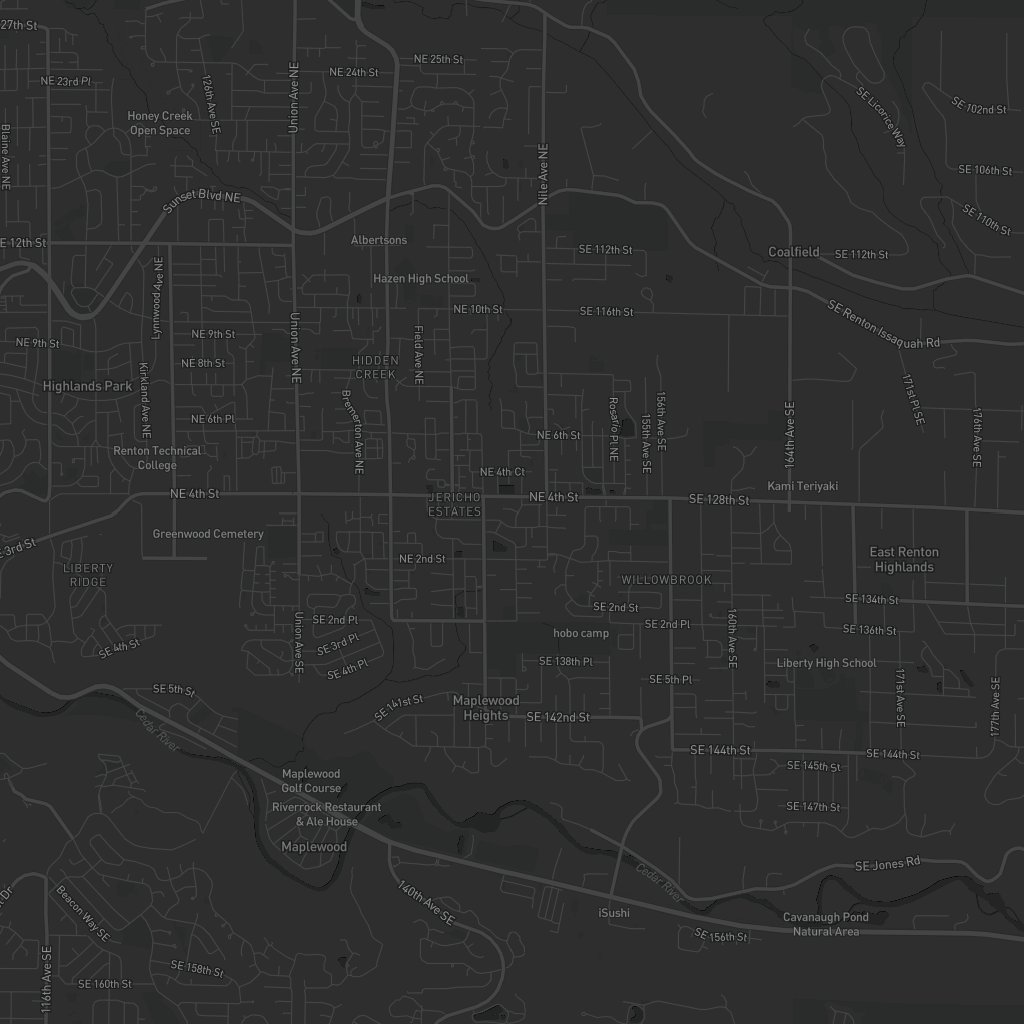 27th St
NE 25th St
NE 24th St
NE 23rd Pl
126th Ave SE
Union Ave NE
SE Licorice Way
SE 102nd St
Honey Creek
Open Space
Blaine Ave NE
Nile Ave NE
SE 106th St
Sunset Blvd NE
SE 110th St
E 12th St
Albertsons
SE 112th St
Coalfield
SE 112th St
Lynnwood Ave NE
Hazen High School
NE 10th St
SE 116th St
SE Renton Issaquah Rd
NE 9th St
NE 9th St
Union Ave NE
Field Ave NE
NE 8th St
HIDDEN
CREEK
Highlands Park
Kirkland Ave NE
171st Pl SE
NE 6th Pl
Bremerton Ave NE
Rosario Pl NE
155th Ave SE
156th Ave SE
164th Ave SE
176th Ave SE
NE 6th St
Renton Technical
College
NE 4th Ct
Kami Teriyaki
NE 4th St
JERICHO
ESTATES
NE 4th St
SE 128th St
Greenwood Cemetery
E 3rd St
NE 2nd St
East Renton
Highlands
LIBERTY
RIDGE
WILLOWBROOK
SE 134th St
SE 2nd St
SE 2nd Pl
SE 2nd Pl
160th Ave SE
SE 136th St
Union Ave SE
SE 3rd Pl
hobo camp
SE 4th St
SE 4th Pl
SE 138th Pl
Liberty High School
SE 5th Pl
171st Ave SE
177th Ave SE
SE 5th St
SE 141st St
Maplewood
Heights
SE 142nd St
Cedar River
SE 144th St
SE 144th St
SE 145th St
Maplewood
Golf Course
Riverrock Restaurant
& Ale House
SE 147th St
Maplewood
SE Jones Rd
Cedar River
t Dr
Beacon Way SE
140th Ave SE
iSushi
Cavanaugh Pond
Natural Area
SE 156th St
116th Ave SE
SE 158th St
SE 160th St